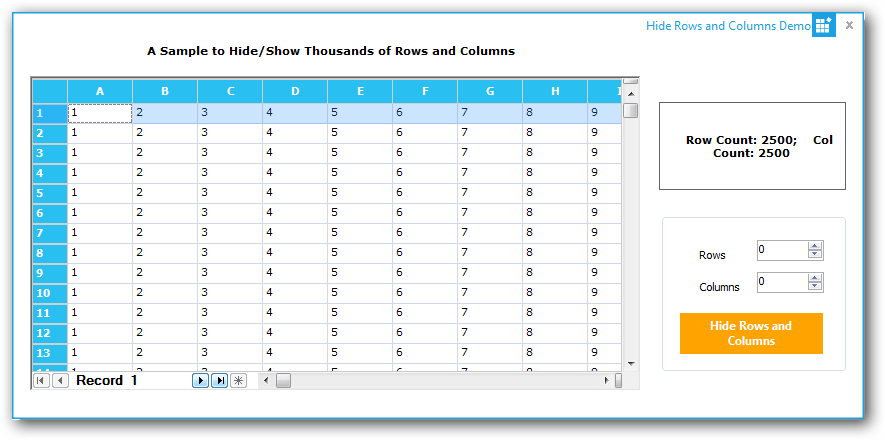 Hide Rows and Columns Demo
A Sample to Hide/Show Thousands of Rows and Columns
A B C D E F G H
1 1 2 3 4 5 6 7 8 9
2 1 2 3 4 5 6 7 8 9
3 1 2 3 4 5 6 7 8 9
4 1 2 3 4 5 6 7 8 9
5 1 2 3 4 5 6 7 8 9
6 1 2 3 4 5 6 7 8 9
7 1 2 3 4 5 6 7 8 9
8 1 2 3 4 5 6 7 8 9
9 1 2 3 4 5 6 7 8 9
10 1 2 3 4 5 6 7 8 9
11 1 2 3 4 5 6 7 8 9
12 1 2 3 4 5 6 7 8 9
13 1 2 3 4 5 6 7 8 9
Record 1
Row Count: 2500; Col
Count: 2500
Rows 0
Columns 0
Hide Rows and
Columns